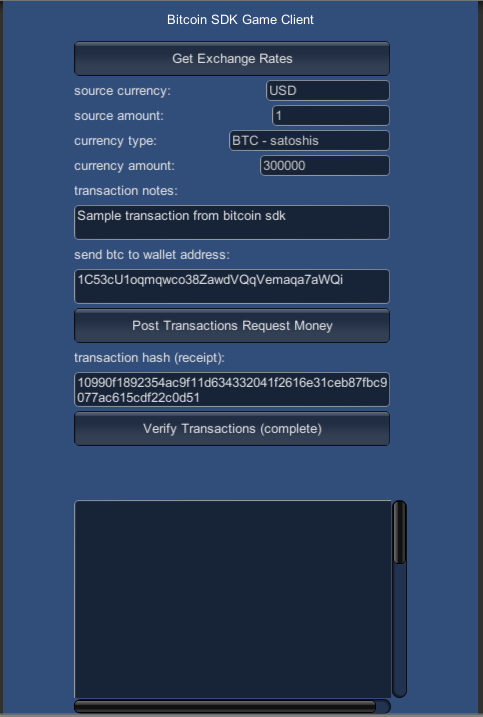 Bitcoin SDK Game Client
Get Exchange Rates
source currency: USD
source amount: 1
currency type: BTC - satoshis
currency amount: 300000
transaction notes:
Sample transaction from bitcoin sdk
send btc to wallet address:
1C53cU1oqmqwco38ZawdVQqVemaqa7aWQi
Post Transactions Request Money
transaction hash (receipt):
10990f1892354ac9f11d634332041f2616e31ceb87fbc9
077ac615cdf22c0d51
Verify Transactions (complete)